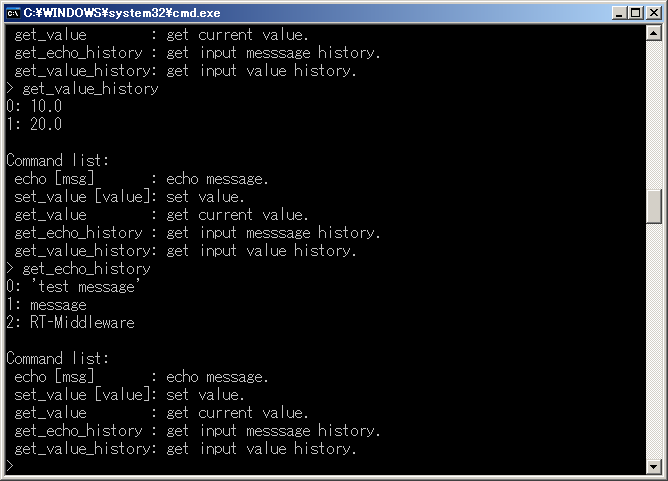 C:¥WINDOWS¥system32¥cmd.exe
 get_value       : get current value.
 get_echo_history : get input messsage history.
 get_value_history: get input value history.
> get_value_history
0: 10.0
1: 20.0

Command list:
 echo [msg]       : echo message.
 set_value [value]: set value.
 get_value        : get current value.
 get_echo_history : get input messsage history.
 get_value_history: get input value history.
> get_echo_history
0: 'test message'
1: message
2: RT-Middleware

Command list:
 echo [msg]       : echo message.
 set_value [value]: set value.
 get_value        : get current value.
 get_echo_history : get input messsage history.
 get_value_history: get input value history.
>